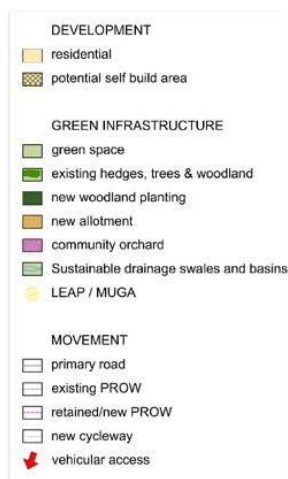 DEVELOPMENT
residential
potential self build area
GREEN INFRASTRUCTURE
green space
existing hedges, trees & woodland
new woodland planting
new allotment
community orchard
Sustainable drainage swales and basins
LEAP / MUGA
MOVEMENT
primary road
existing PROW
retained/new PROW
new cycleway
vehicular access